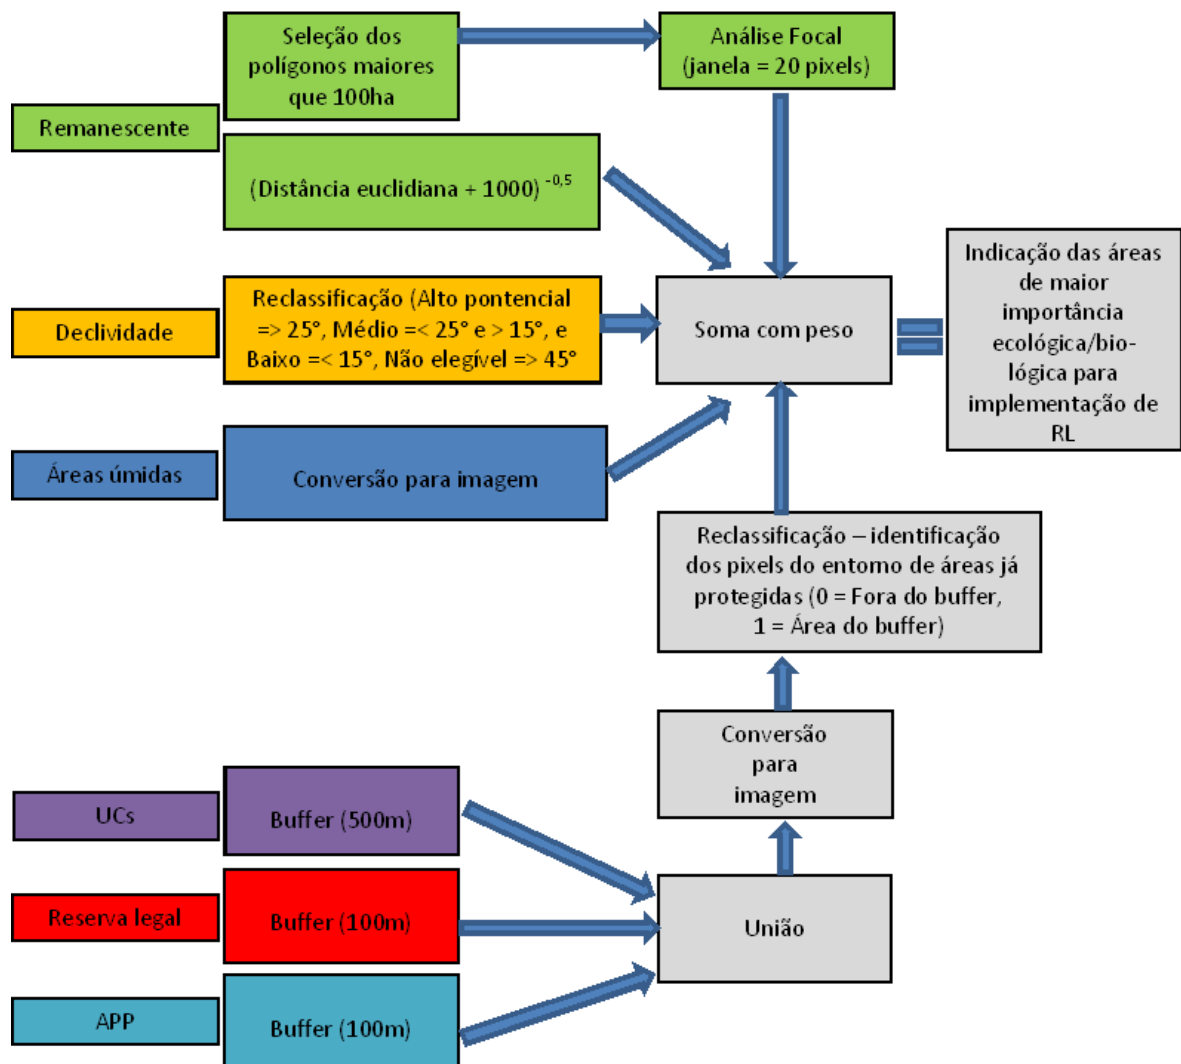 Seleção dos
polígonos maiores
que 100ha
Análise Focal
(janela = 20 pixels)
Remanescente
(Distância euclidiana + 1000) -0,5
Declividade
Reclassificação (Alto pontencial
=> 25°, Médio =< 25° e > 15°, e
Baixo =< 15°, Não elegível => 45°
Soma com peso
Indicação das áreas
de maior
importância
ecológica/bio-
lógica para
implementação de
RL
Áreas úmidas
Conversão para imagem
Reclassificação – identificação
dos pixels do entorno de áreas já
protegidas (0 = Fora do buffer,
1 = Área do buffer)
Conversão
para
imagem
UCs
Buffer (500m)
Reserva legal
Buffer (100m)
União
APP
Buffer (100m)